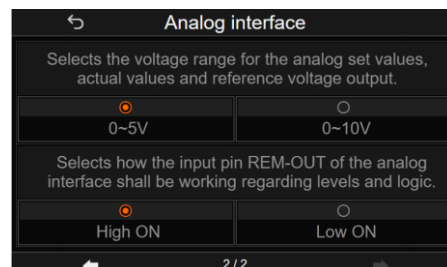 Analog interface
Selects the voltage range for the analog set values,
actual values and reference voltage output.
0~5V
0~10V
Selects how the input pin REM-OUT of the analog
interface shall be working regarding levels and logic.
High ON
Low ON
2/2